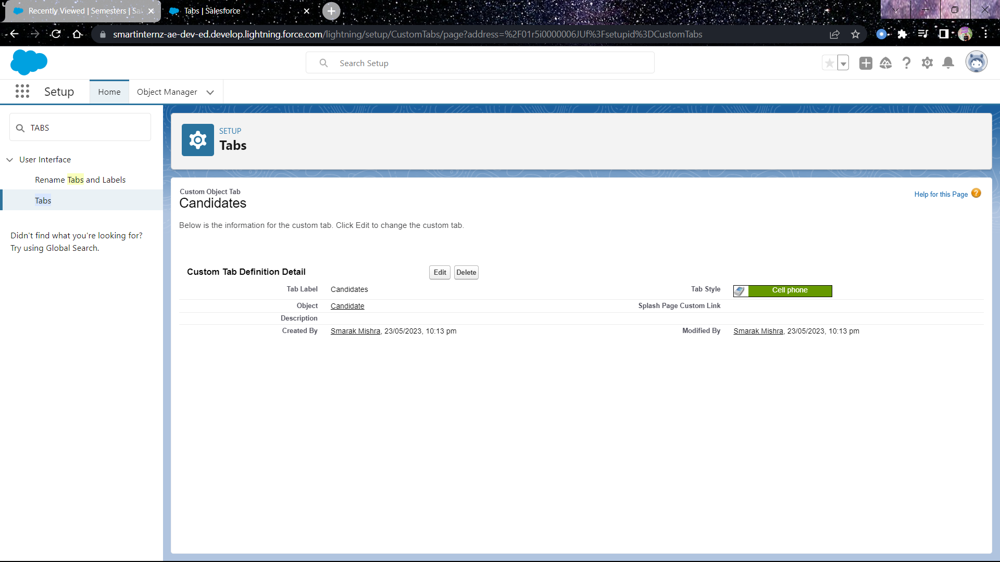 Recently Viewed | Semesters | Sa
Tabs | Salesforce
smartinternz-ae-dev-ed.develop.lightning.force.com/lightning/setup/CustomTabs/page?address=%2F01r5i0000006JUf%3Fsetupid%3DCustomTabs
Search Setup
Setup
Home
Object Manager
TABS
User Interface
Rename Tabs and Labels
Tabs
Didn't find what you're looking for?
Try using Global Search.
SETUP
Tabs
Custom Object Tab
Candidates
Help for this Page
Below is the information for the custom tab. Click Edit to change the custom tab.
Custom Tab Definition Detail
Edit
Delete
Tab Label Candidates Tab Style Cell phone
Object Candidate Splash Page Custom Link
Description
Created By Smarak Mishra, 23/05/2023, 10:13 pm Modified By Smarak Mishra, 23/05/2023, 10:13 pm